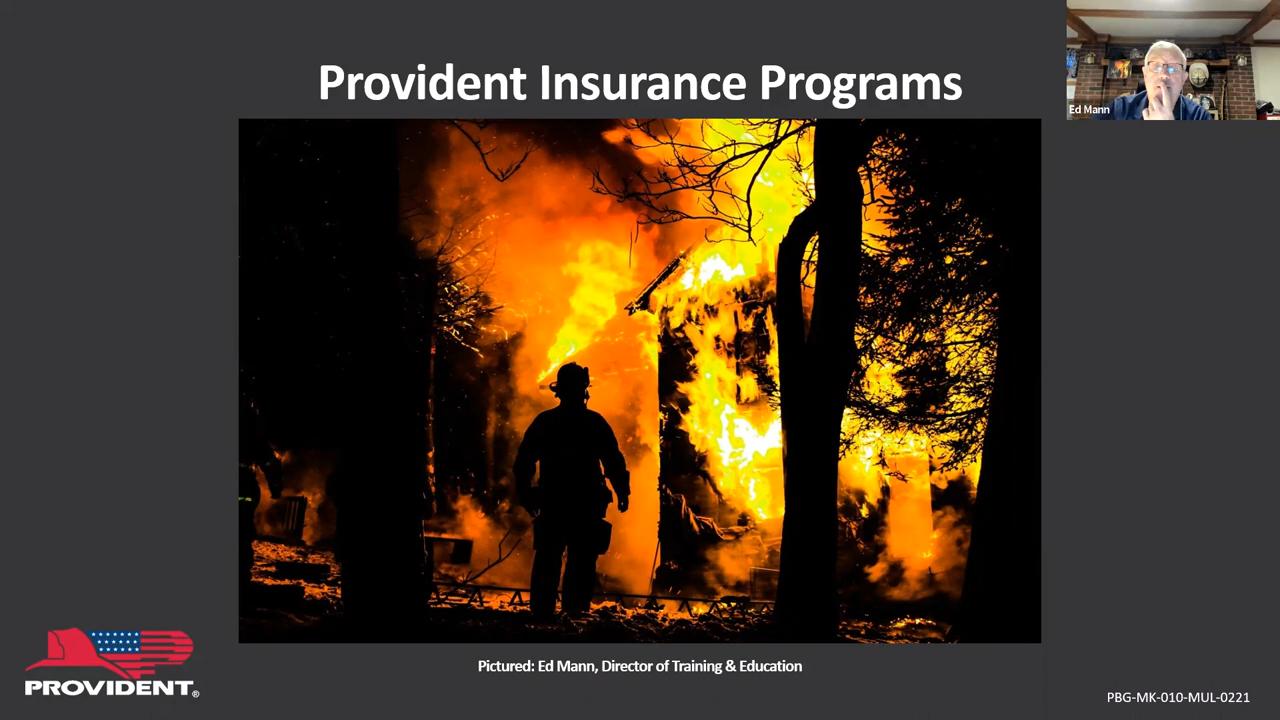 Provident Insurance Programs
Ed Mann
Pictured: Ed Mann, Director of Training & Education
PROVIDENT®
PBG-MK-010-MUL-0221